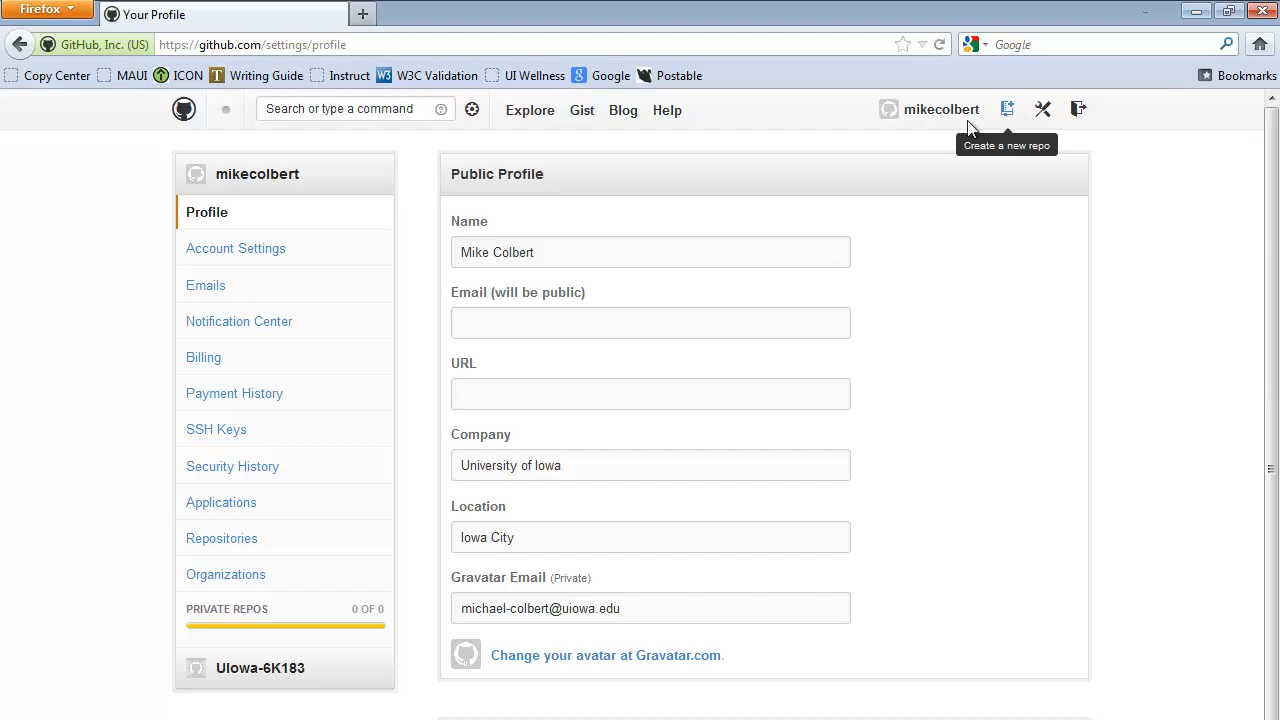 Firefox
Your Profile
GitHub, Inc. (US)
https://github.com/settings/profile
Google
Copy Center
MAUI
ICON
Writing Guide
Instruct
W3C Validation
UI Wellness
Google
Postable
Bookmarks
Search or type a command
Explore
Gist
Blog
Help
mikecolbert
Create a new repo
mikecolbert
Profile
Account Settings
Emails
Notification Center
Billing
Payment History
SSH Keys
Security History
Applications
Repositories
Organizations
PRIVATE REPOS 0 OF 0
UIowa-6K183
Public Profile
Name
Mike Colbert
Email (will be public)
URL
Company
University of Iowa
Location
Iowa City
Gravatar Email (Private)
michael-colbert@uiowa.edu
Change your avatar at Gravatar.com.